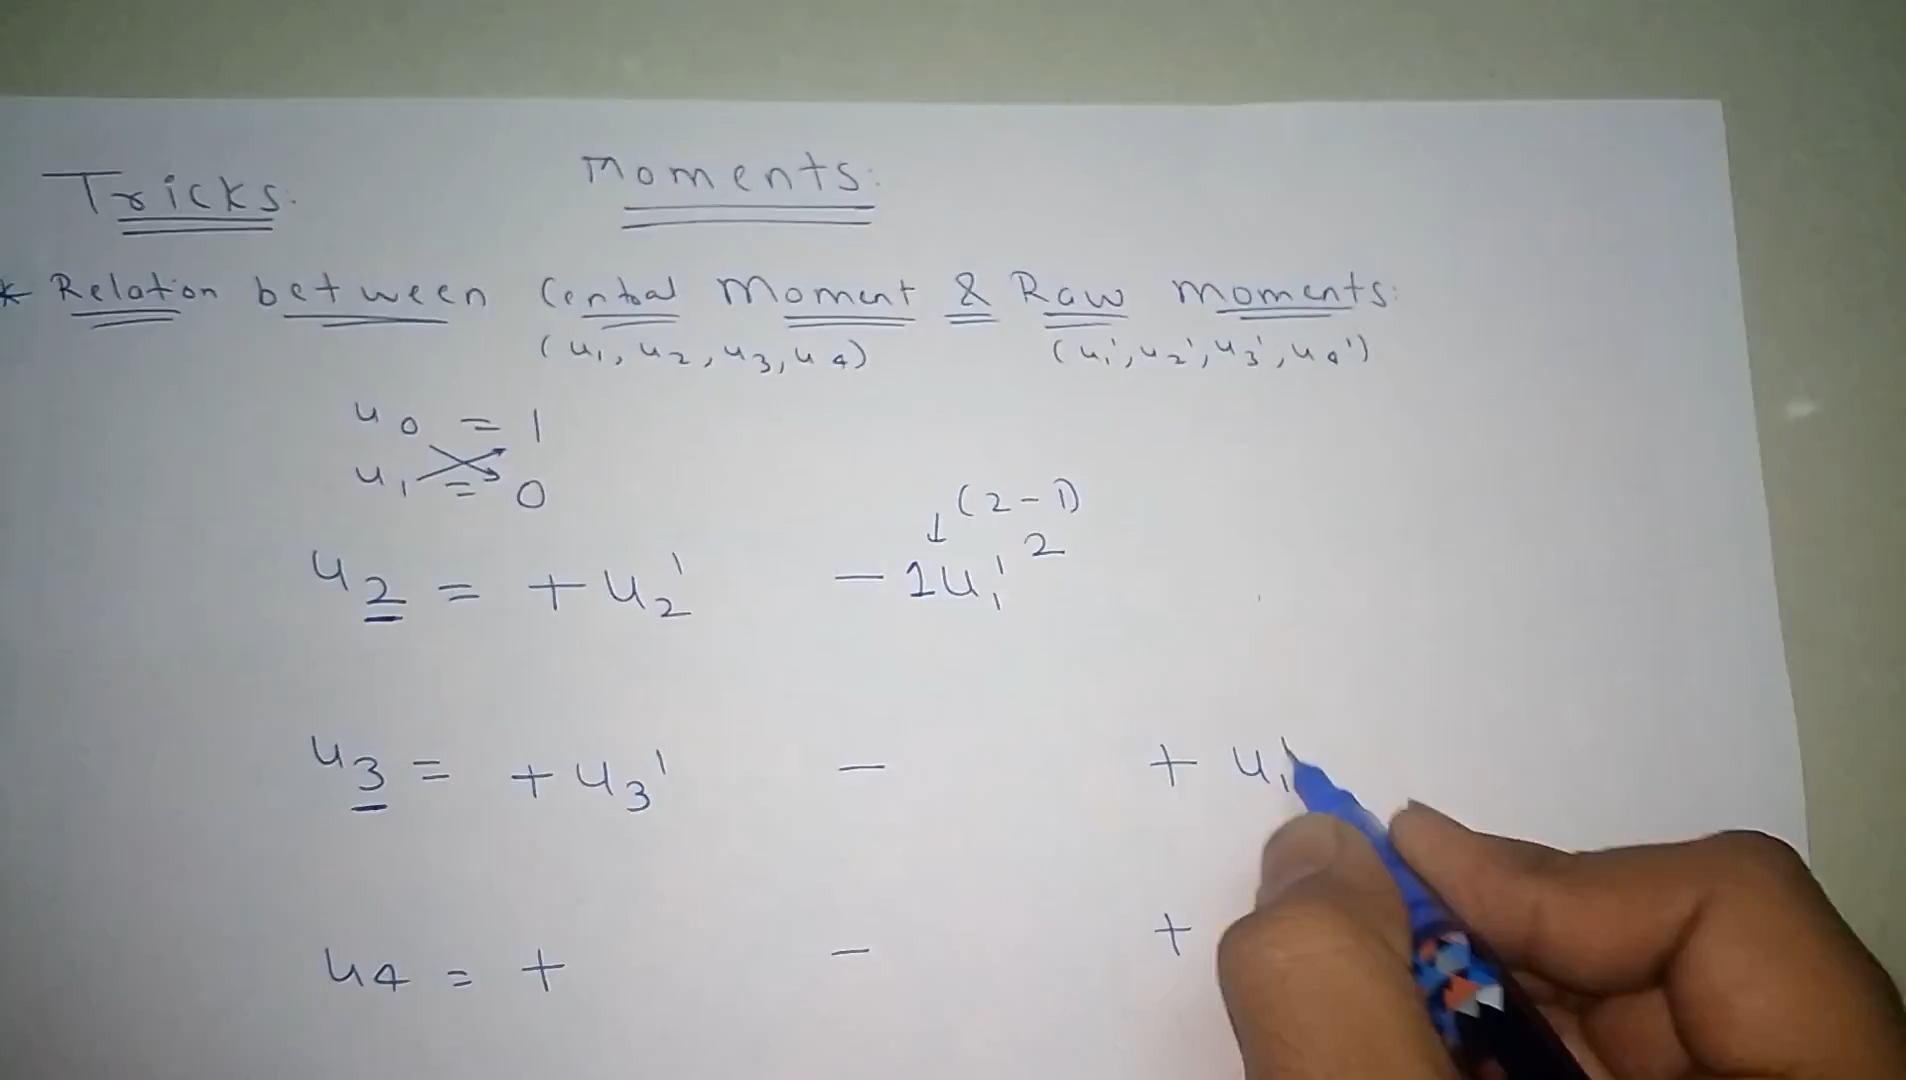 Tricks: Moments:
* Relation between Central Moment & Raw Moments:
(u₁, u₂, u₃, u₄) (u₁', u₂', u₃', u₄')
u₀ = 1
u₁ = 0
↓ (2-1)
u₂ = + u₂' - 1u₁'²
u₃ = + u₃' - + u₁'
u₄ = + - +